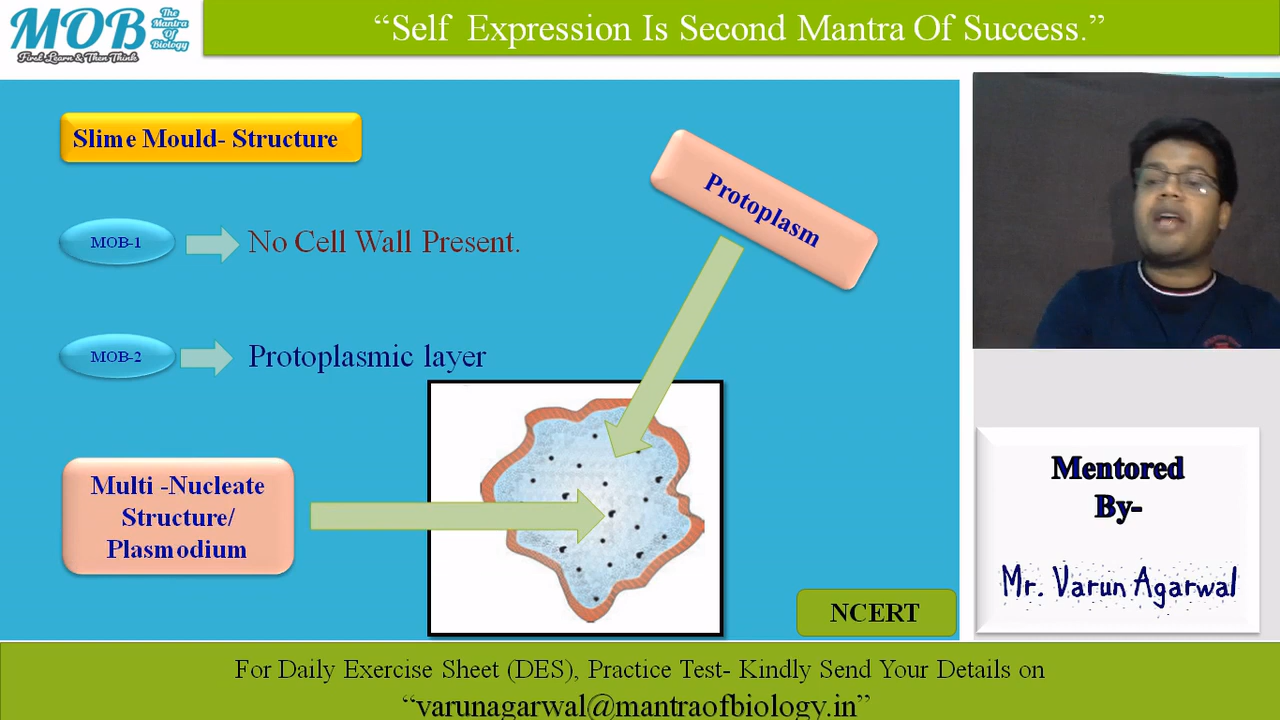 MOB
The
Mantra
Of
Biology
First Learn & Then Think
“Self Expression Is Second Mantra Of Success.”
Slime Mould- Structure
Protoplasm
MOB-1
No Cell Wall Present.
MOB-2
Protoplasmic layer
Multi -Nucleate
Structure/
Plasmodium
NCERT
Mentored
By-
Mr. Varun Agarwal
For Daily Exercise Sheet (DES), Practice Test- Kindly Send Your Details on
“varunagarwal@mantraofbiology.in”